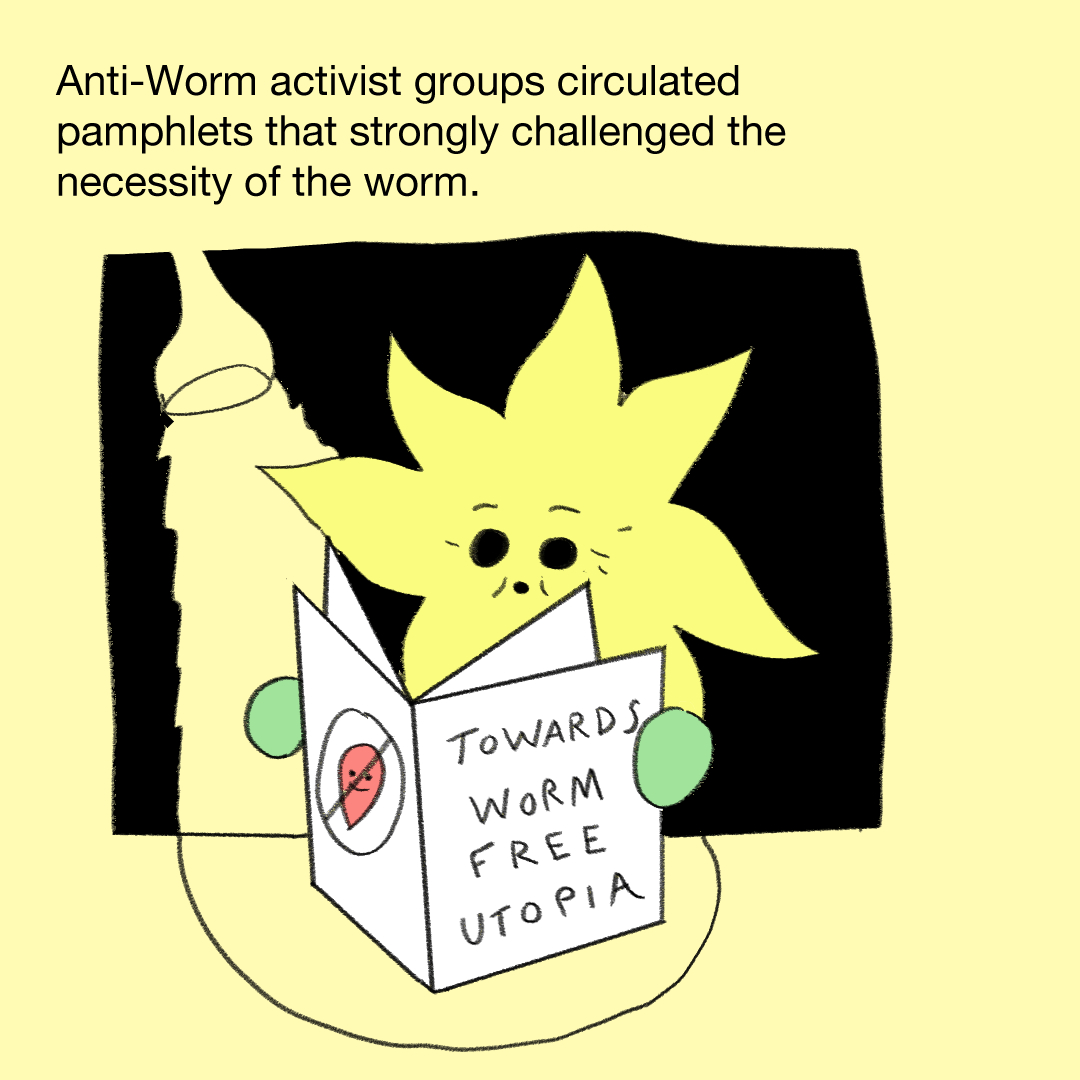 Anti-Worm activist groups circulated
pamphlets that strongly challenged the
necessity of the worm.
TOWARDS
WORM
FREE
UTOPIA